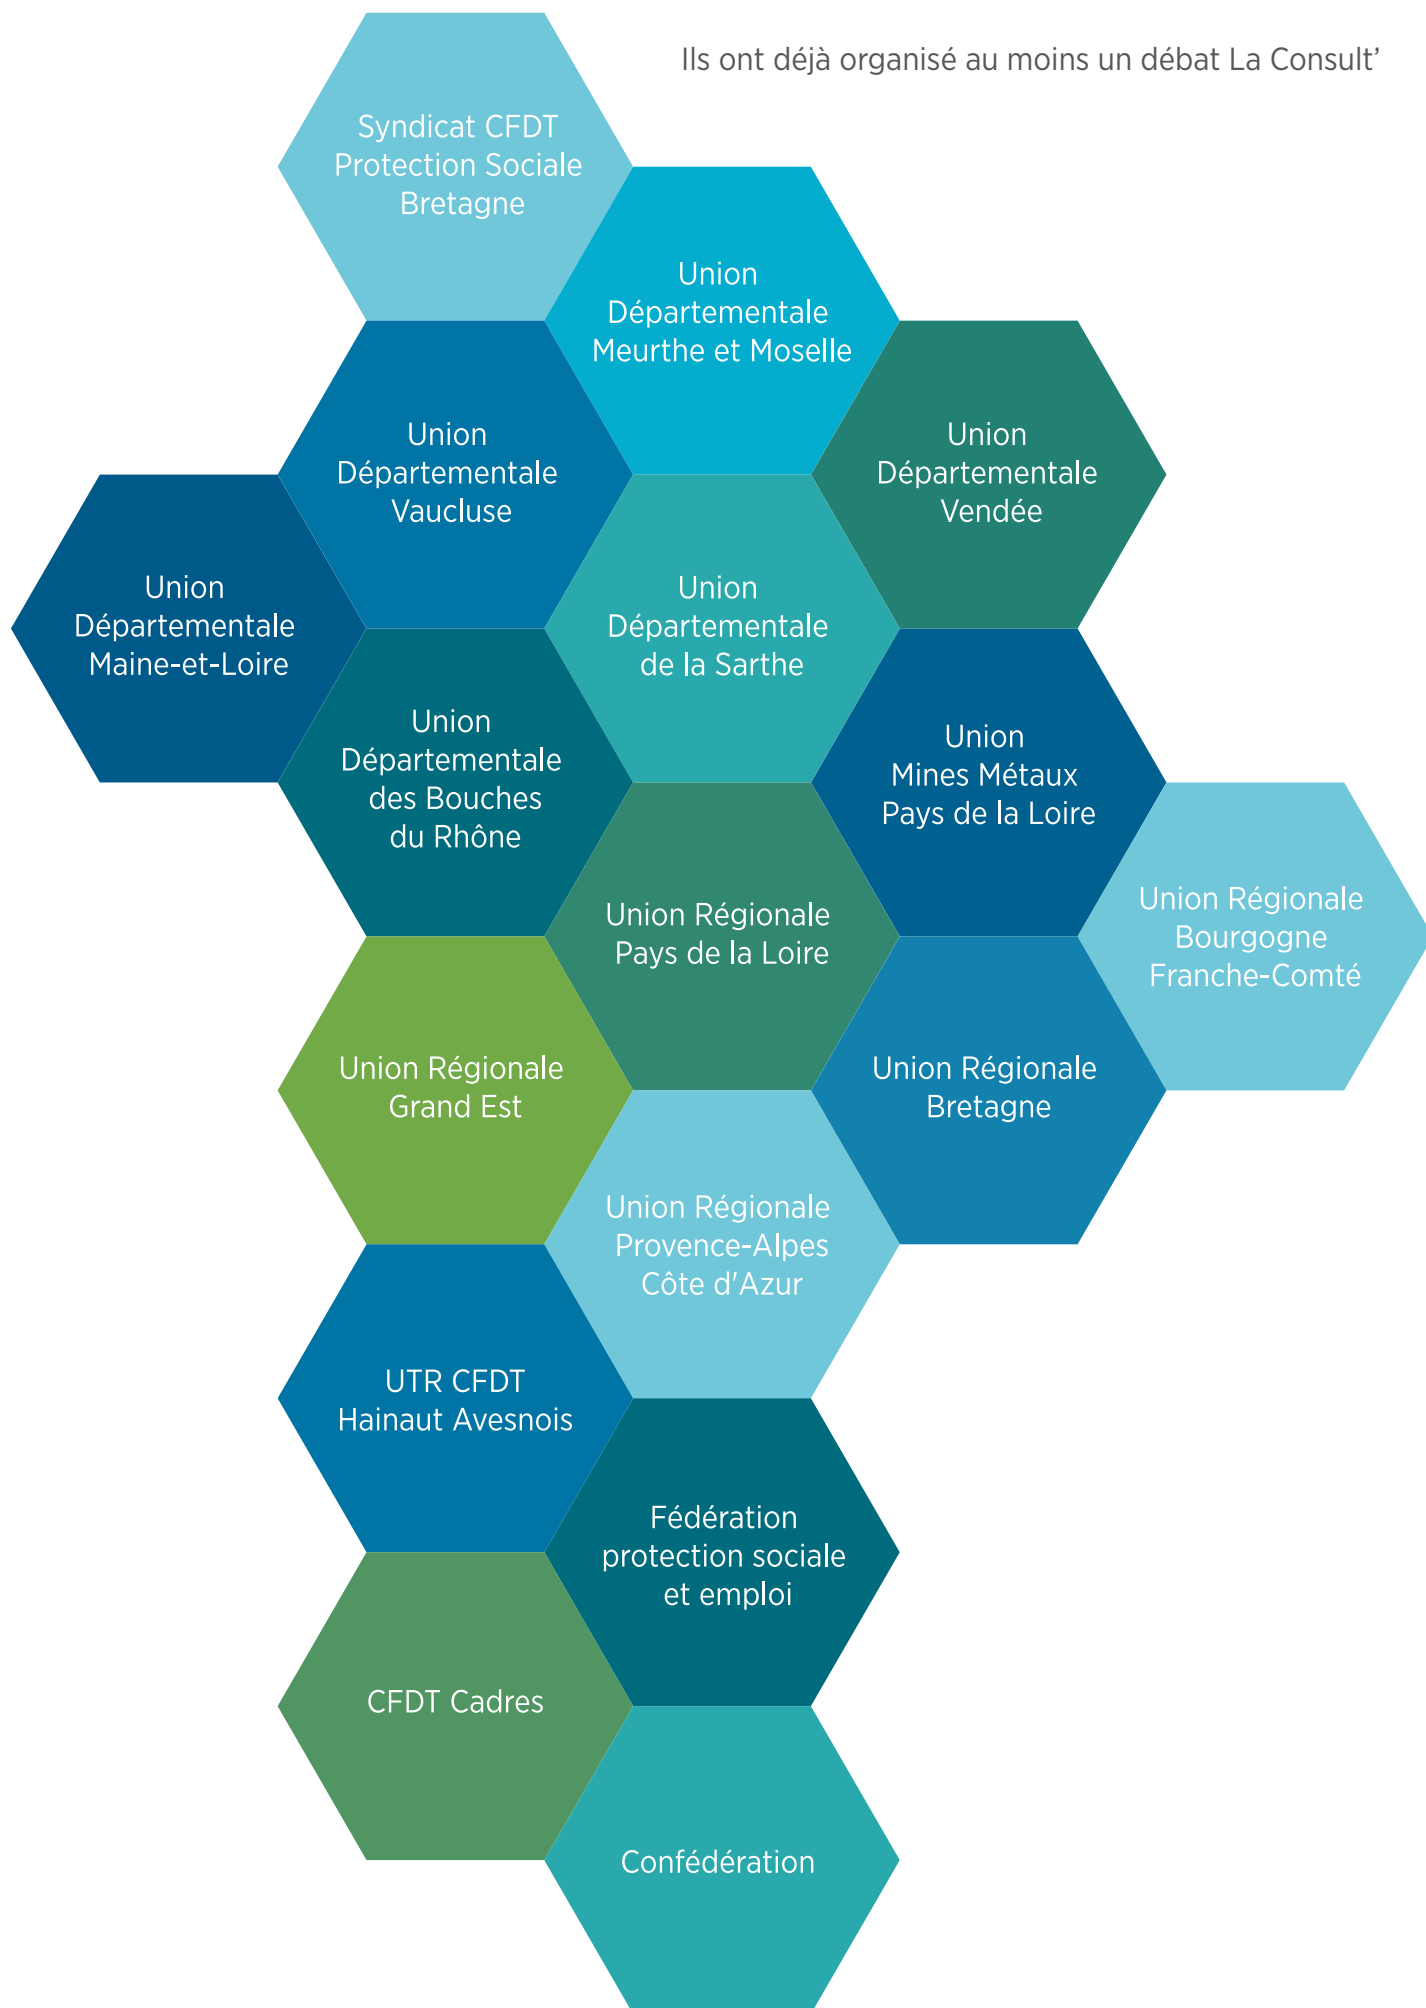 Ils ont déjà organisé au moins un débat La Consult’
Syndicat CFDT
Protection Sociale
Bretagne
Union
Départementale
Meurthe et Moselle
Union
Départementale
Vaucluse
Union
Départementale
Vendée
Union
Départementale
Maine-et-Loire
Union
Départementale
de la Sarthe
Union
Départementale
des Bouches
du Rhône
Union
Mines Métaux
Pays de la Loire
Union Régionale
Pays de la Loire
Union Régionale
Bourgogne
Franche-Comté
Union Régionale
Grand Est
Union Régionale
Bretagne
Union Régionale
Provence-Alpes
Côte d'Azur
UTR CFDT
Hainaut Avesnois
Fédération
protection sociale
et emploi
CFDT Cadres
Confédération